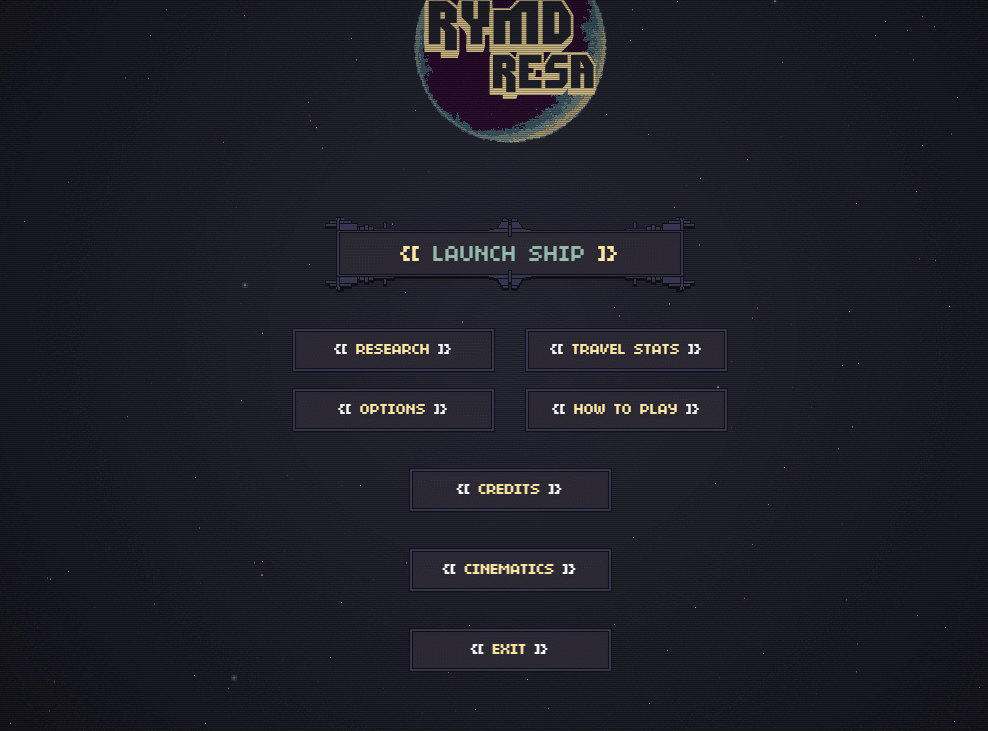 RYMD
RESA
{[ LAUNCH SHIP ]}
{[ RESEARCH ]}
{[ TRAVEL STATS ]}
{[ OPTIONS ]}
{[ HOW TO PLAY ]}
{[ CREDITS ]}
{[ CINEMATICS ]}
{[ EXIT ]}